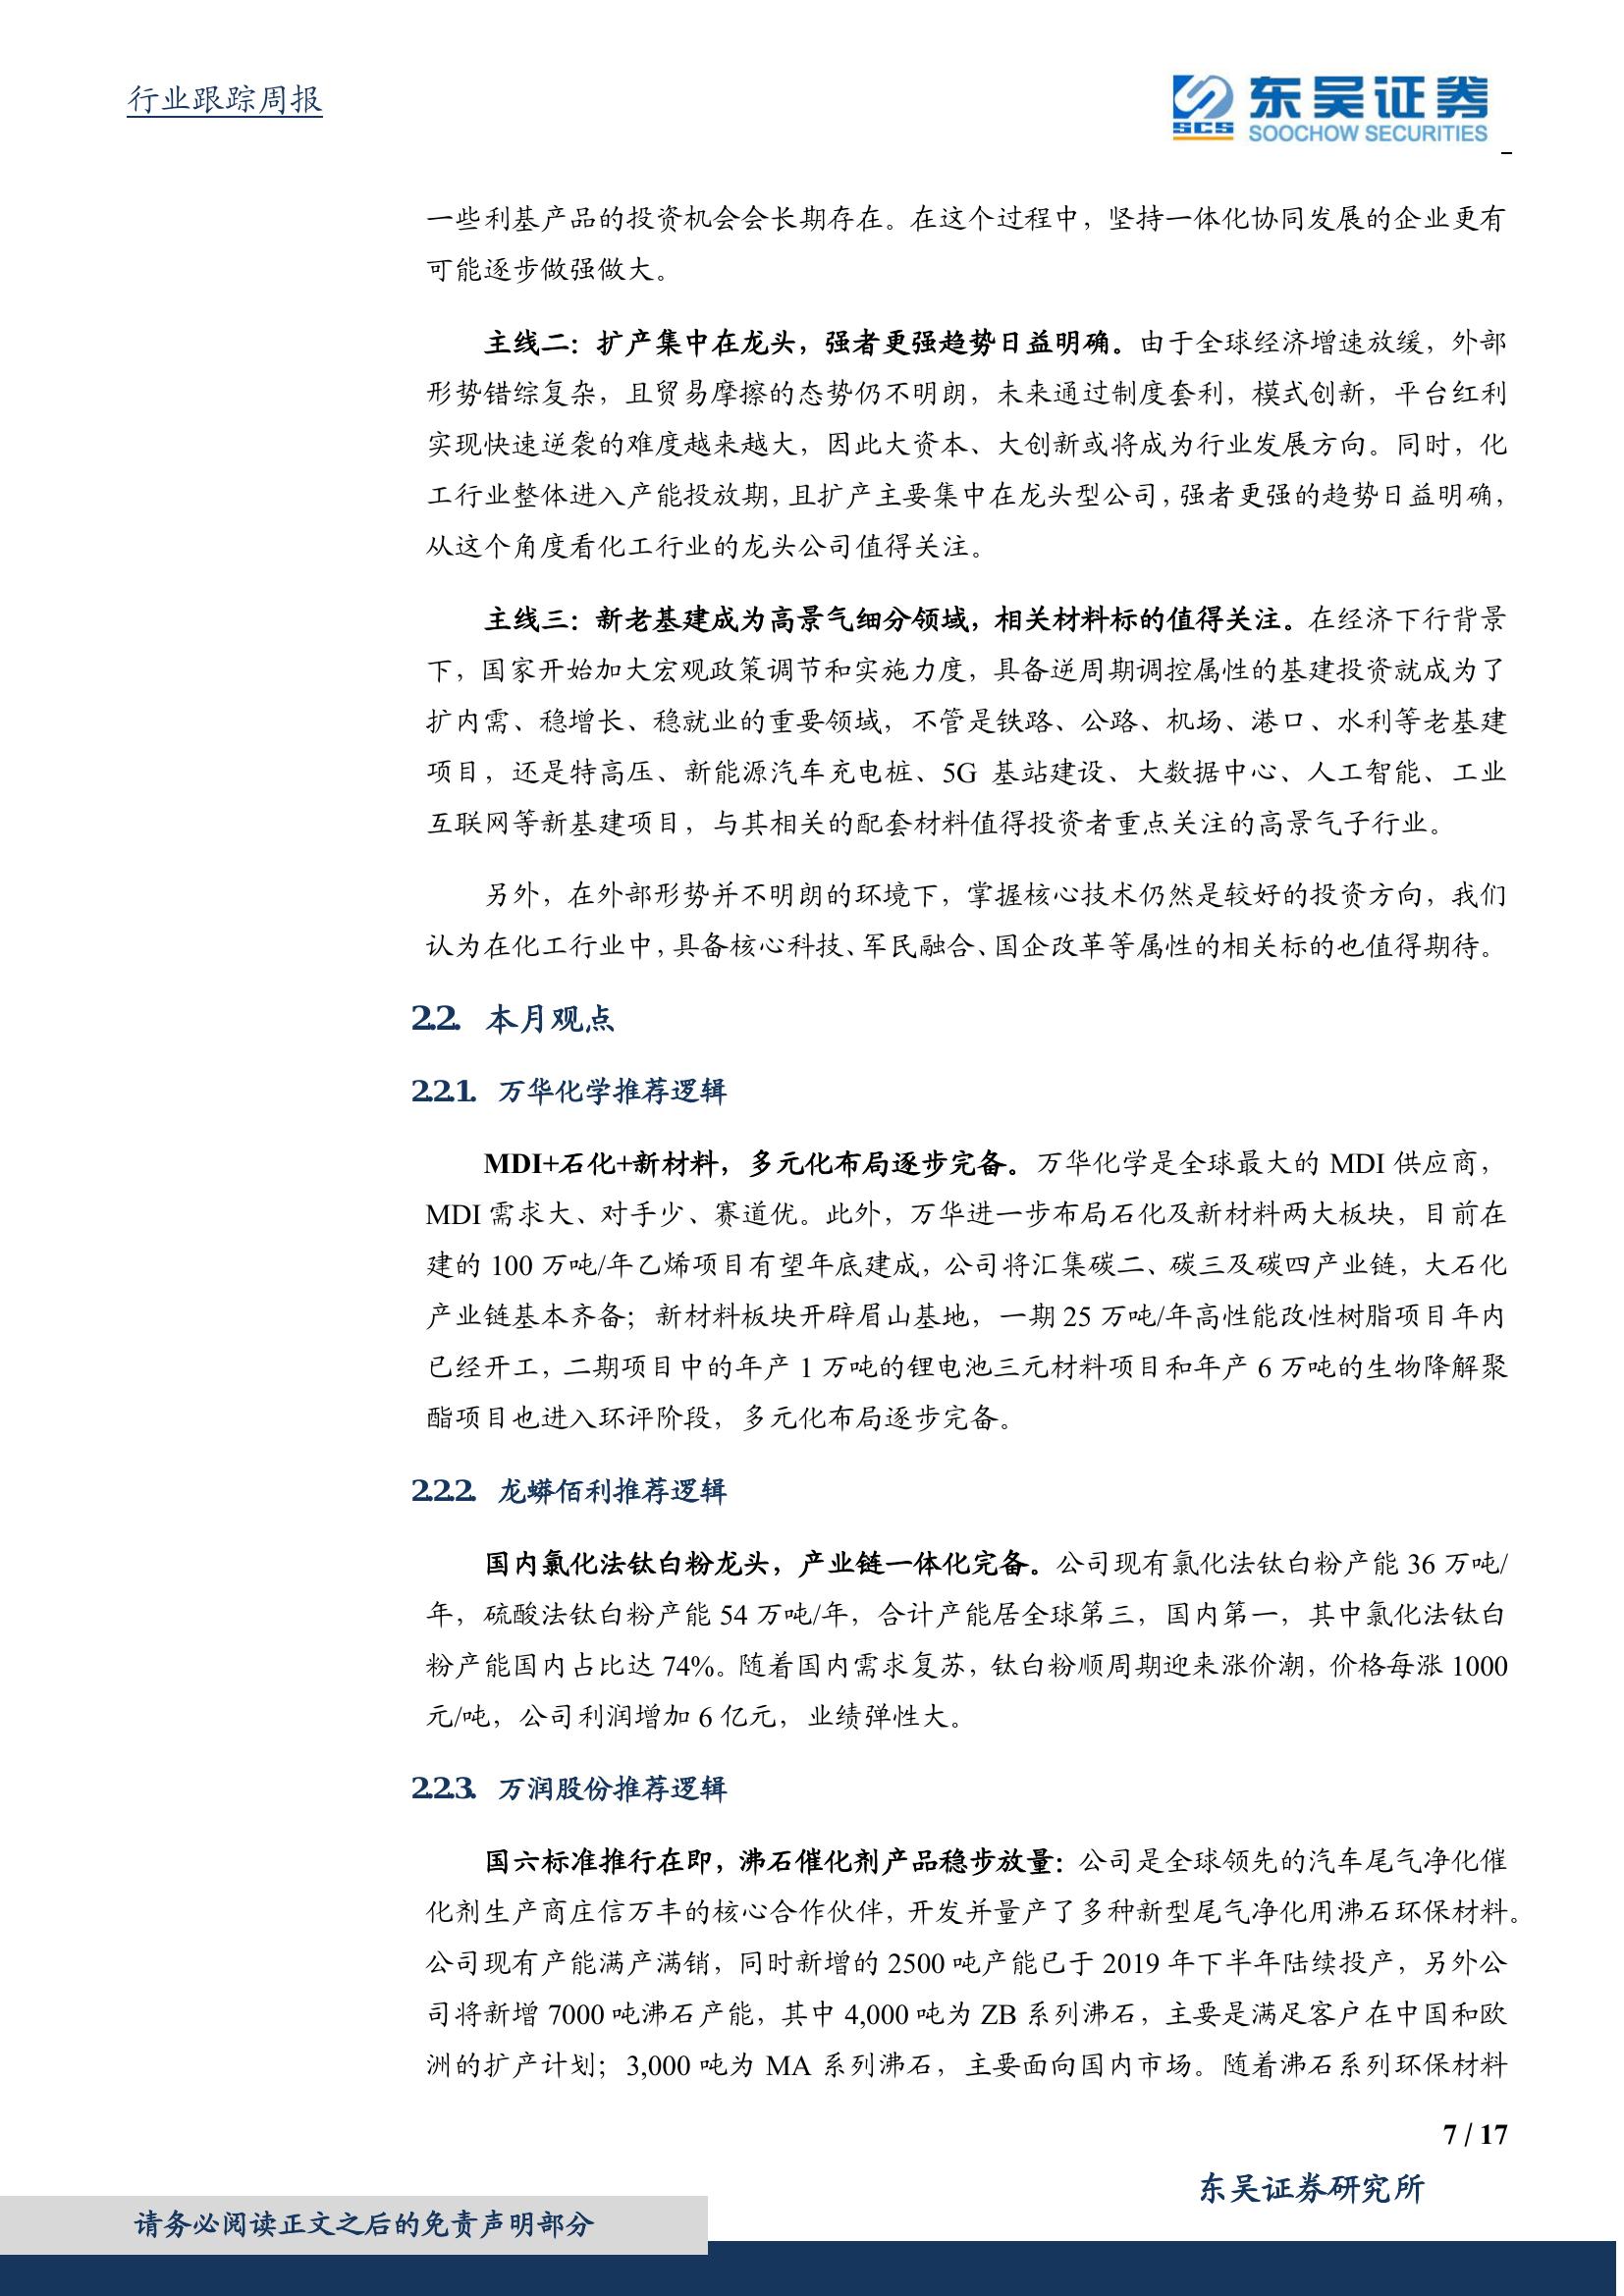 行业跟踪周报
SCS 东吴证券
SOOCHOW SECURITIES
一些利基产品的投资机会会长期存在。在这个过程中，坚持一体化协同发展的企业更有
可能逐步做强做大。
主线二：扩产集中在龙头，强者更强趋势日益明确。由于全球经济增速放缓，外部
形势错综复杂，且贸易摩擦的态势仍不明朗，未来通过制度套利，模式创新，平台红利
实现快速逆袭的难度越来越大，因此大资本、大创新或将成为行业发展方向。同时，化
工行业整体进入产能投放期，且扩产主要集中在龙头型公司，强者更强的趋势日益明确，
从这个角度看化工行业的龙头公司值得关注。
主线三：新老基建成为高景气细分领域，相关材料标的值得关注。在经济下行背景
下，国家开始加大宏观政策调节和实施力度，具备逆周期调控属性的基建投资就成为了
扩内需、稳增长、稳就业的重要领域，不管是铁路、公路、机场、港口、水利等老基建
项目，还是特高压、新能源汽车充电桩、5G 基站建设、大数据中心、人工智能、工业
互联网等新基建项目，与其相关的配套材料值得投资者重点关注的高景气子行业。
另外，在外部形势并不明朗的环境下，掌握核心技术仍然是较好的投资方向，我们
认为在化工行业中，具备核心科技、军民融合、国企改革等属性的相关标的也值得期待。
2.2. 本月观点
2.2.1. 万华化学推荐逻辑
MDI+石化+新材料，多元化布局逐步完备。万华化学是全球最大的 MDI 供应商，
MDI 需求大、对手少、赛道优。此外，万华进一步布局石化及新材料两大板块，目前在
建的 100 万吨/年乙烯项目有望年底建成，公司将汇集碳二、碳三及碳四产业链，大石化
产业链基本齐备；新材料板块开辟眉山基地，一期 25 万吨/年高性能改性树脂项目年内
已经开工，二期项目中的年产 1 万吨的锂电池三元材料项目和年产 6 万吨的生物降解聚
酯项目也进入环评阶段，多元化布局逐步完备。
2.2.2. 龙蟒佰利推荐逻辑
国内氯化法钛白粉龙头，产业链一体化完备。公司现有氯化法钛白粉产能 36 万吨/
年，硫酸法钛白粉产能 54 万吨/年，合计产能居全球第三，国内第一，其中氯化法钛白
粉产能国内占比达 74%。随着国内需求复苏，钛白粉顺周期迎来涨价潮，价格每涨 1000
元/吨，公司利润增加 6 亿元，业绩弹性大。
2.2.3. 万润股份推荐逻辑
国六标准推行在即，沸石催化剂产品稳步放量：公司是全球领先的汽车尾气净化催
化剂生产商庄信万丰的核心合作伙伴，开发并量产了多种新型尾气净化用沸石环保材料。
公司现有产能满产满销，同时新增的 2500 吨产能已于 2019 年下半年陆续投产，另外公
司将新增 7000 吨沸石产能，其中 4,000 吨为 ZB 系列沸石，主要是满足客户在中国和欧
洲的扩产计划；3,000 吨为 MA 系列沸石，主要面向国内市场。随着沸石系列环保材料
7 / 17
东吴证券研究所
请务必阅读正文之后的免责声明部分